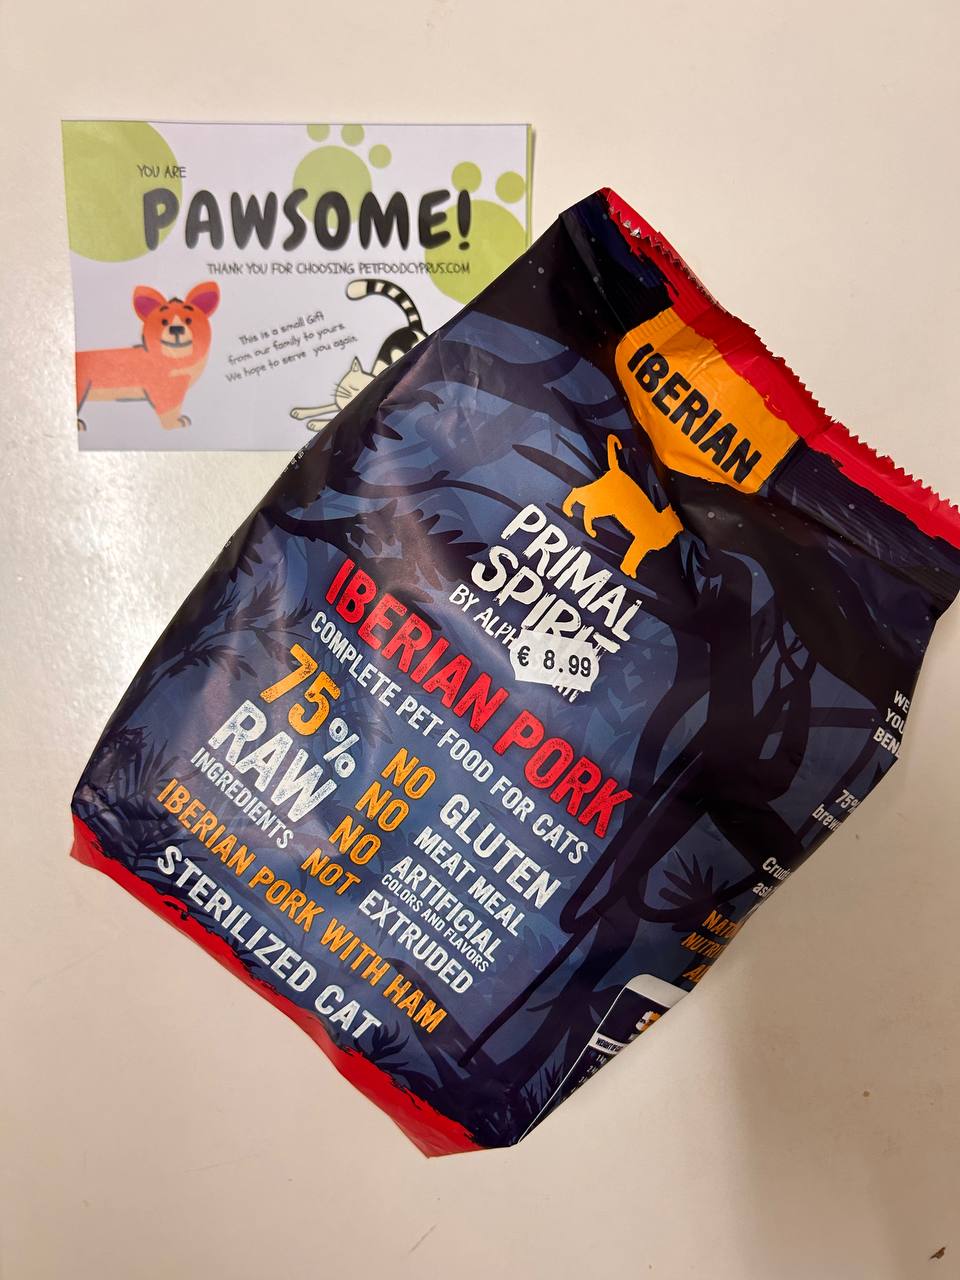 YOU ARE
PAWSOME!
THANK YOU FOR CHOOSING PETFOODCYPRUS.COM
This is a small Gift
from our family to yours.
We hope to serve you again.
IBERIAN
PRIMAL
SPIRIT
BY
€ 8.99
IBERIAN PORK
COMPLETE PET FOOD FOR CATS
75%
RAW
INGREDIENTS
NO GLUTEN
NO MEAT MEAL
NO ARTIFICIAL
COLORS AND FLAVORS
NOT EXTRUDED
IBERIAN PORK WITH HAM
STERILIZED CAT
75%